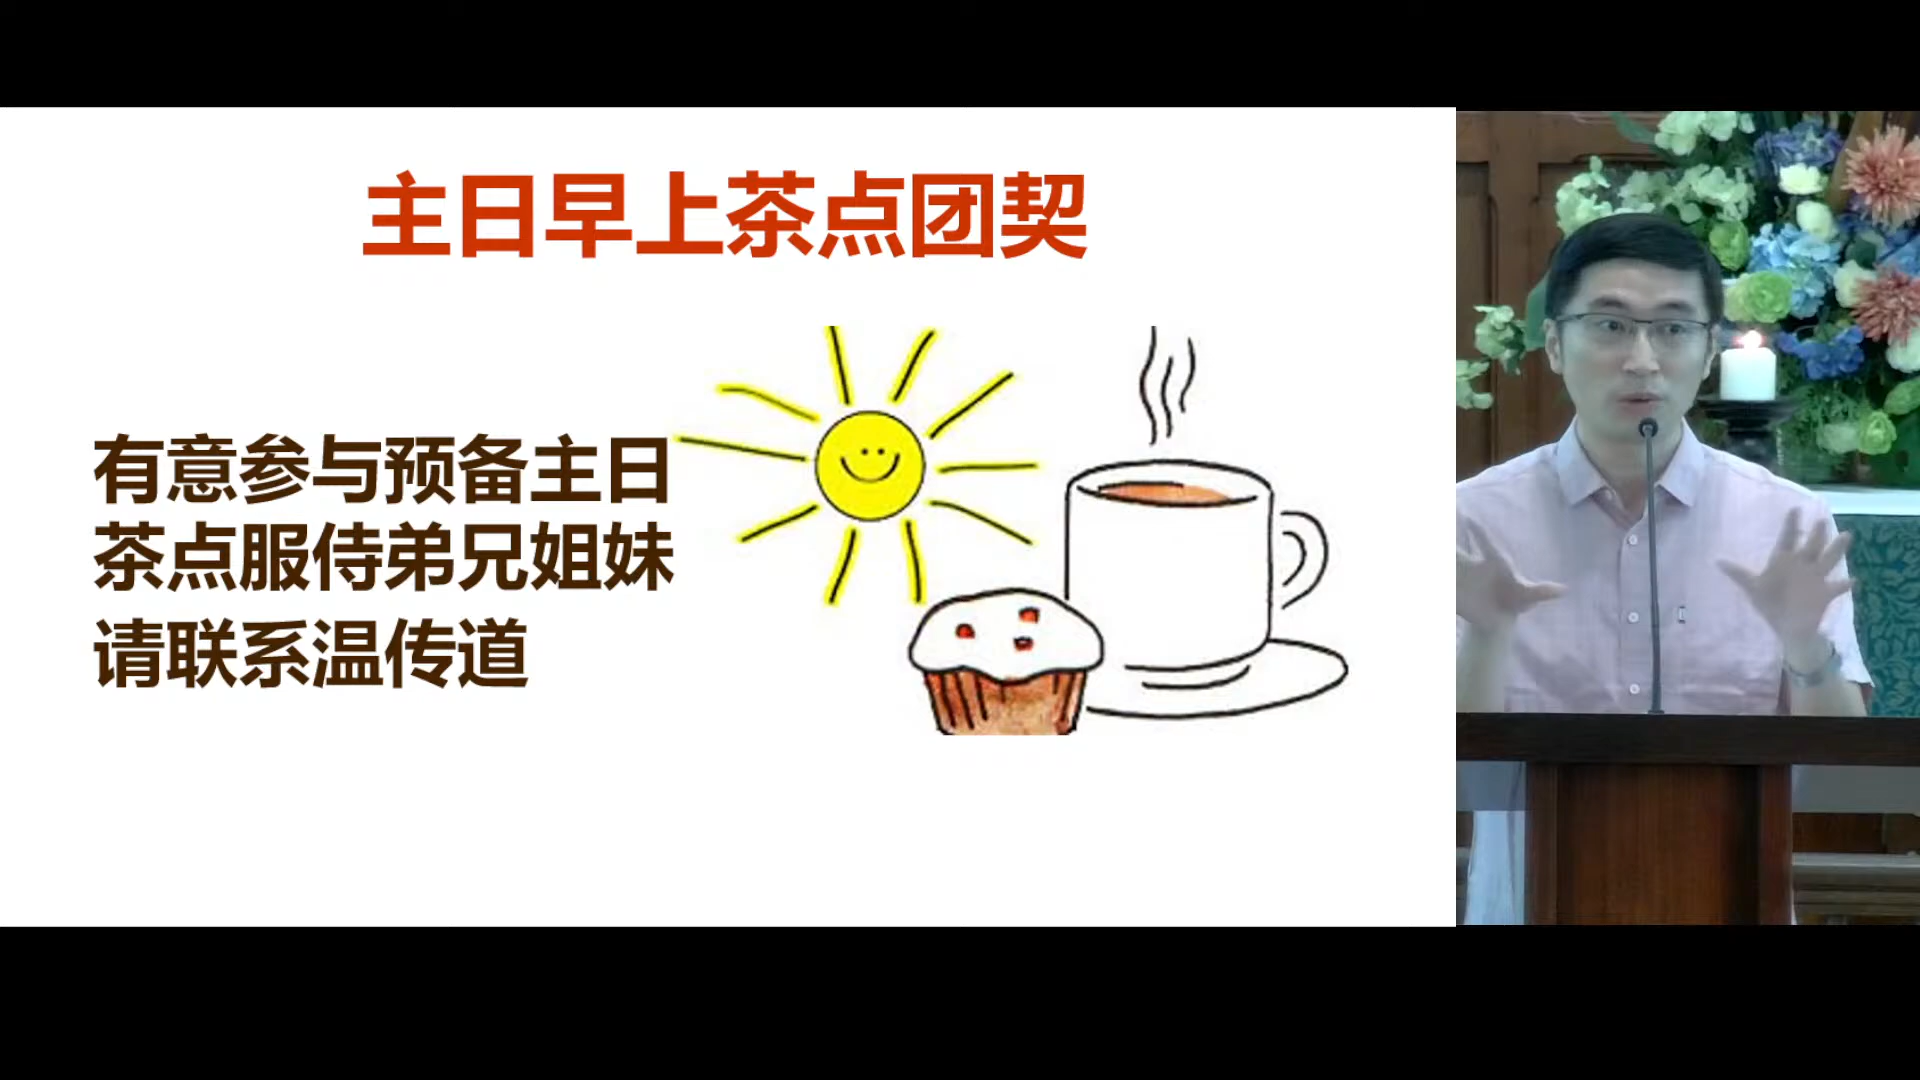 主日早上茶点团契
有意参与预备主日
茶点服侍弟兄姐妹
请联系温传道